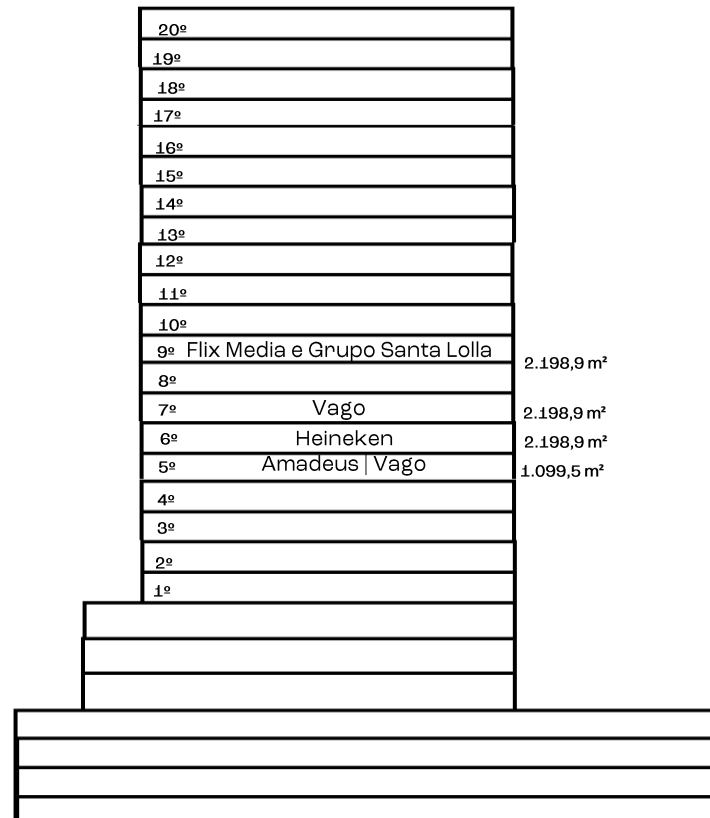 20º
19º
18º
17º
16º
15º
14º
13º
12º
11º
10º
9º Flix Media e Grupo Santa Lolla 2.198,9 m²
8º
7º Vago 2.198,9 m²
6º Heineken 2.198,9 m²
5º Amadeus | Vago 1.099,5 m²
4º
3º
2º
1º